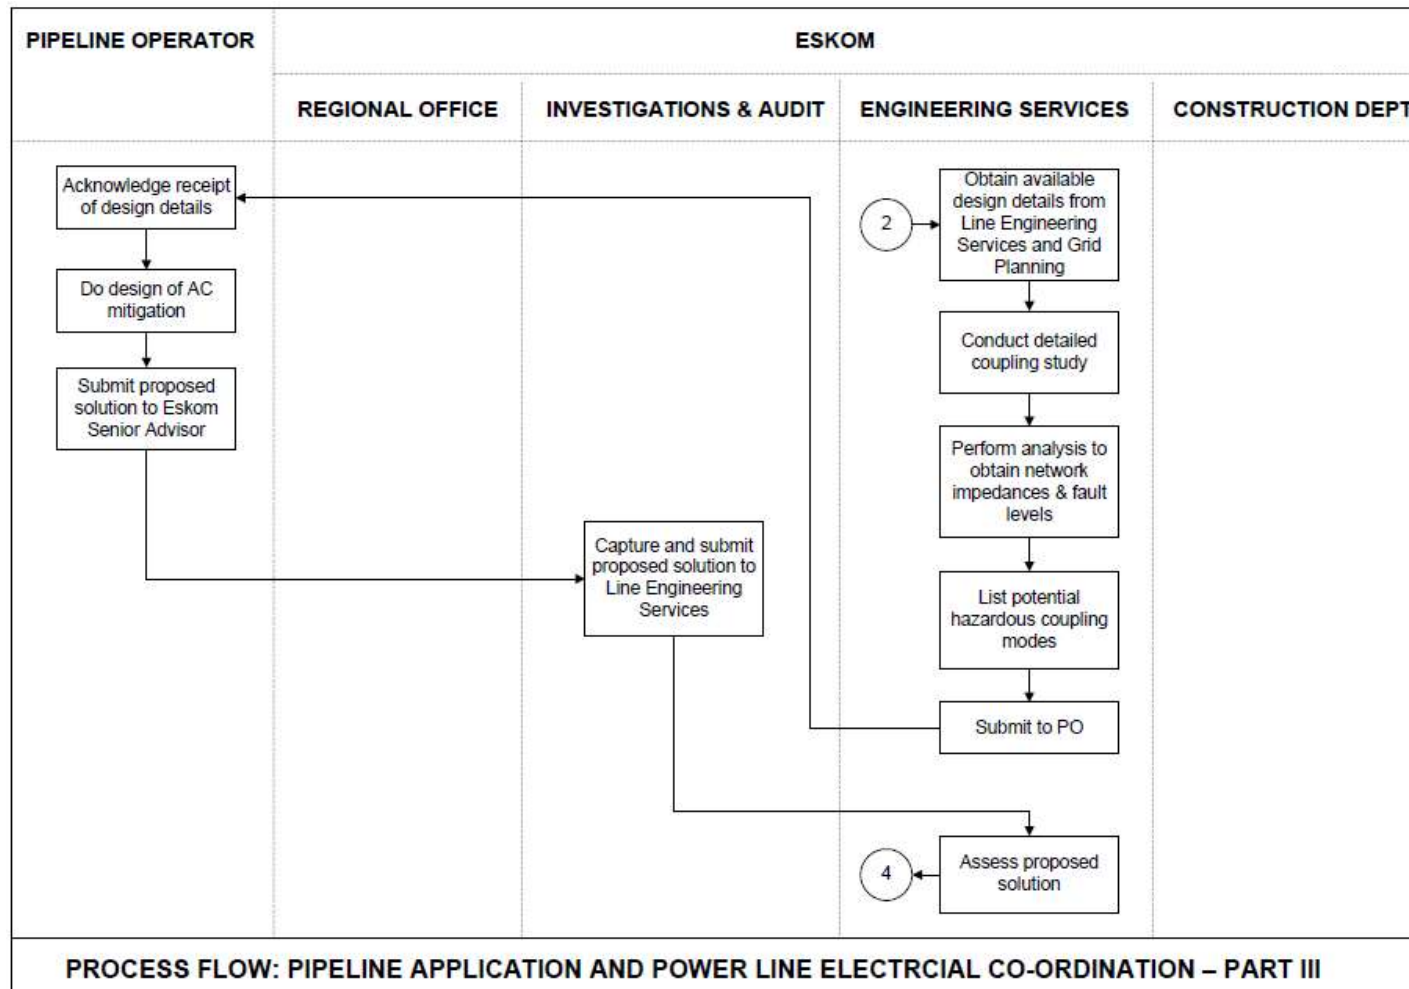 PIPELINE OPERATOR
ESKOM
REGIONAL OFFICE
INVESTIGATIONS & AUDIT
ENGINEERING SERVICES
CONSTRUCTION DEPT
Acknowledge receipt
of design details
Do design of AC
mitigation
Submit proposed
solution to Eskom
Senior Advisor
Capture and submit
proposed solution to
Line Engineering
Services
2
Obtain available
design details from
Line Engineering
Services and Grid
Planning
Conduct detailed
coupling study
Perform analysis to
obtain network
impedances & fault
levels
List potential
hazardous coupling
modes
Submit to PO
4
Assess proposed
solution
PROCESS FLOW: PIPELINE APPLICATION AND POWER LINE ELECTRCIAL CO-ORDINATION – PART III